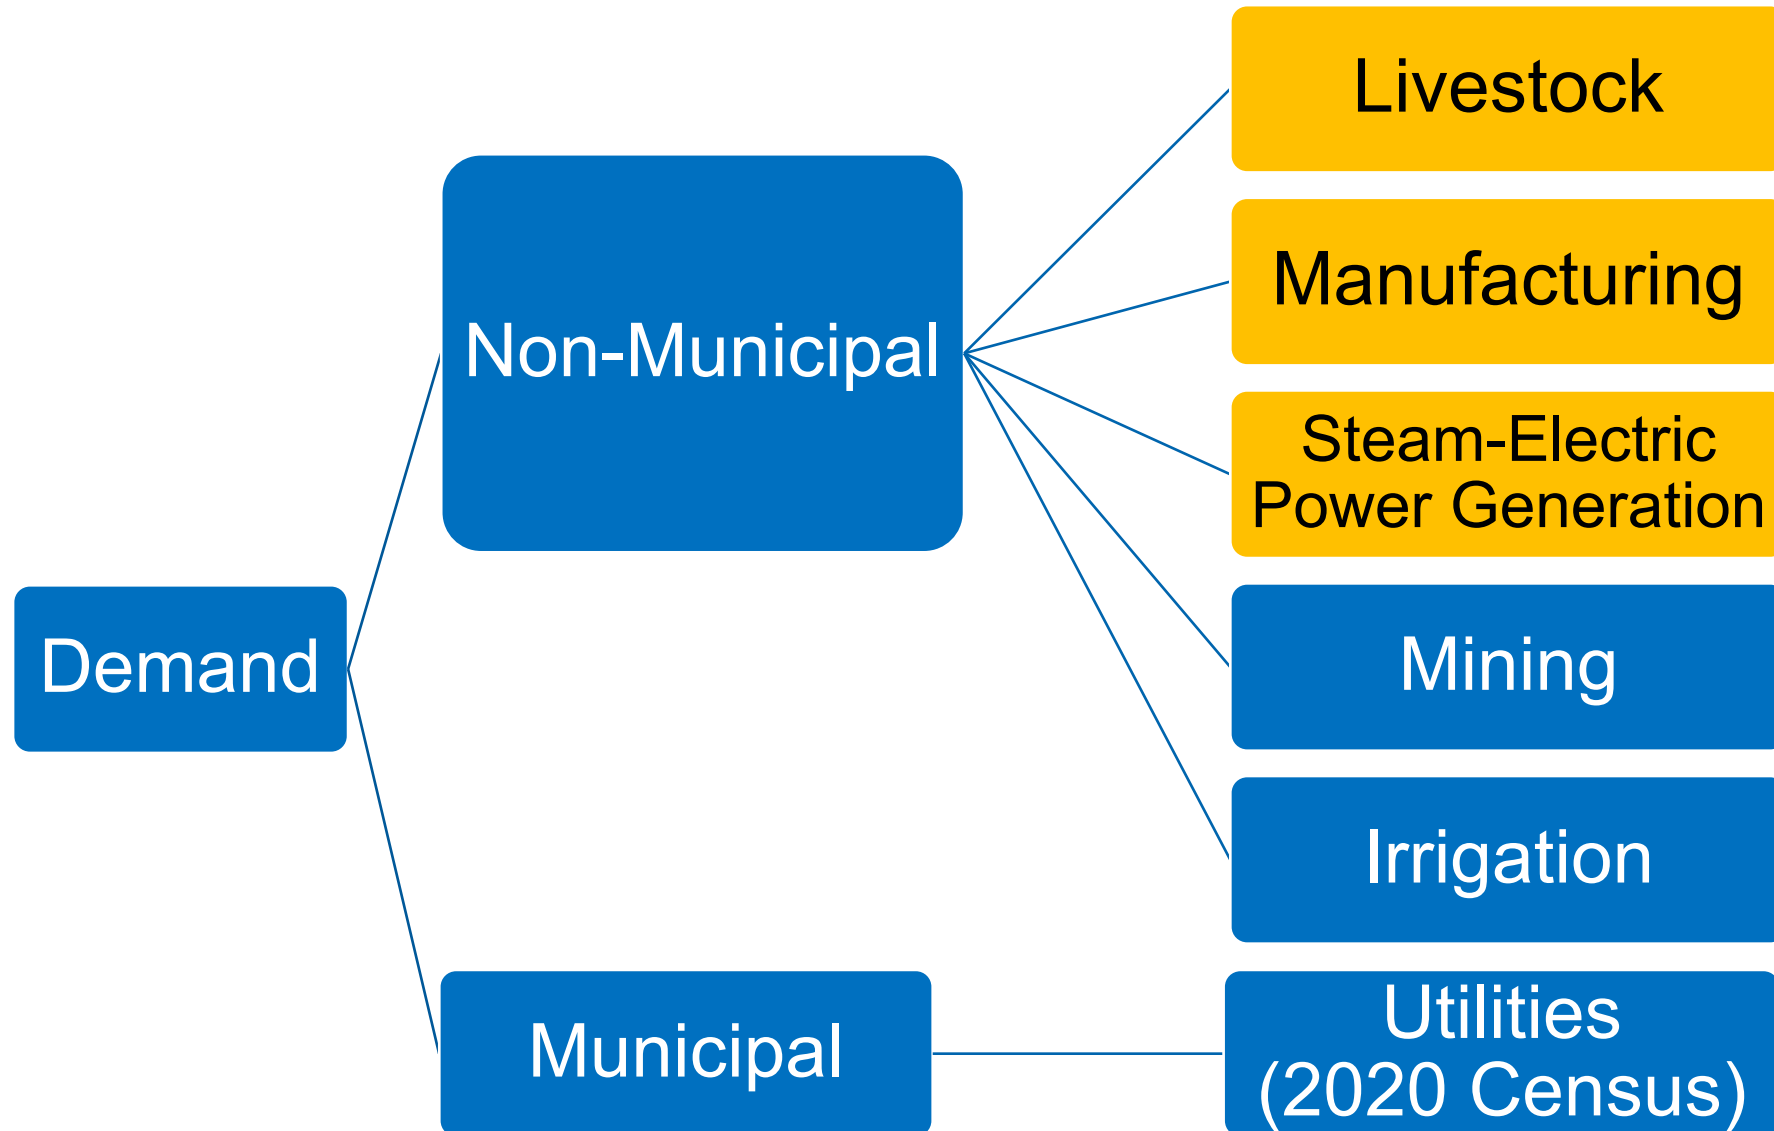 Livestock
Manufacturing
Non-Municipal
Steam-Electric
Power Generation
Demand
Mining
Irrigation
Municipal
Utilities
(2020 Census)